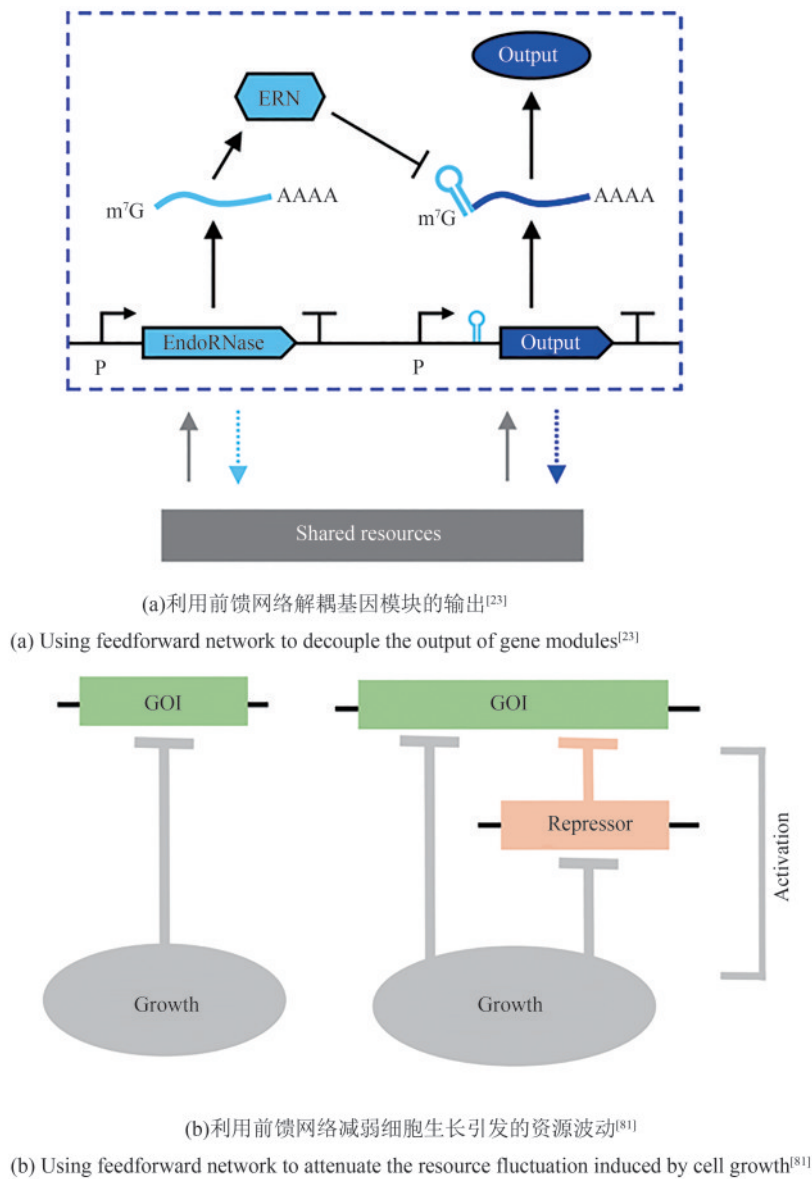 Output
ERN
m⁷G
AAAA
m⁷G
AAAA
EndoRNase
Output
P
P
Shared resources
(a)利用前馈网络解耦基因模块的输出[23]
(a) Using feedforward network to decouple the output of gene modules[23]
GOI
GOI
Repressor
Activation
Growth
Growth
(b)利用前馈网络减弱细胞生长引发的资源波动[81]
(b) Using feedforward network to attenuate the resource fluctuation induced by cell growth[81]